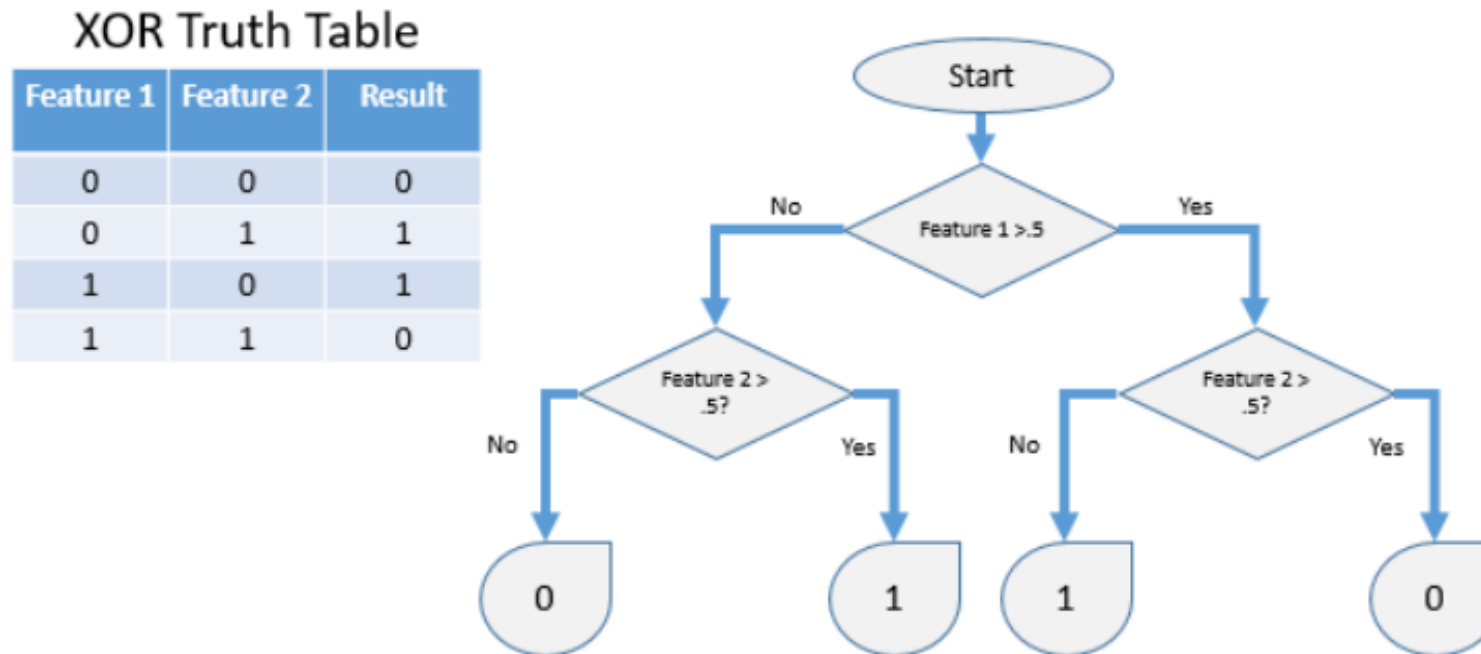 XOR Truth Table
Feature 1 Feature 2 Result
0 0 0
0 1 1
1 0 1
1 1 0
Start
No
Yes
Feature 1 >.5
Feature 2 >
.5?
Feature 2 >
.5?
No
Yes
No
Yes
0
1
1
0